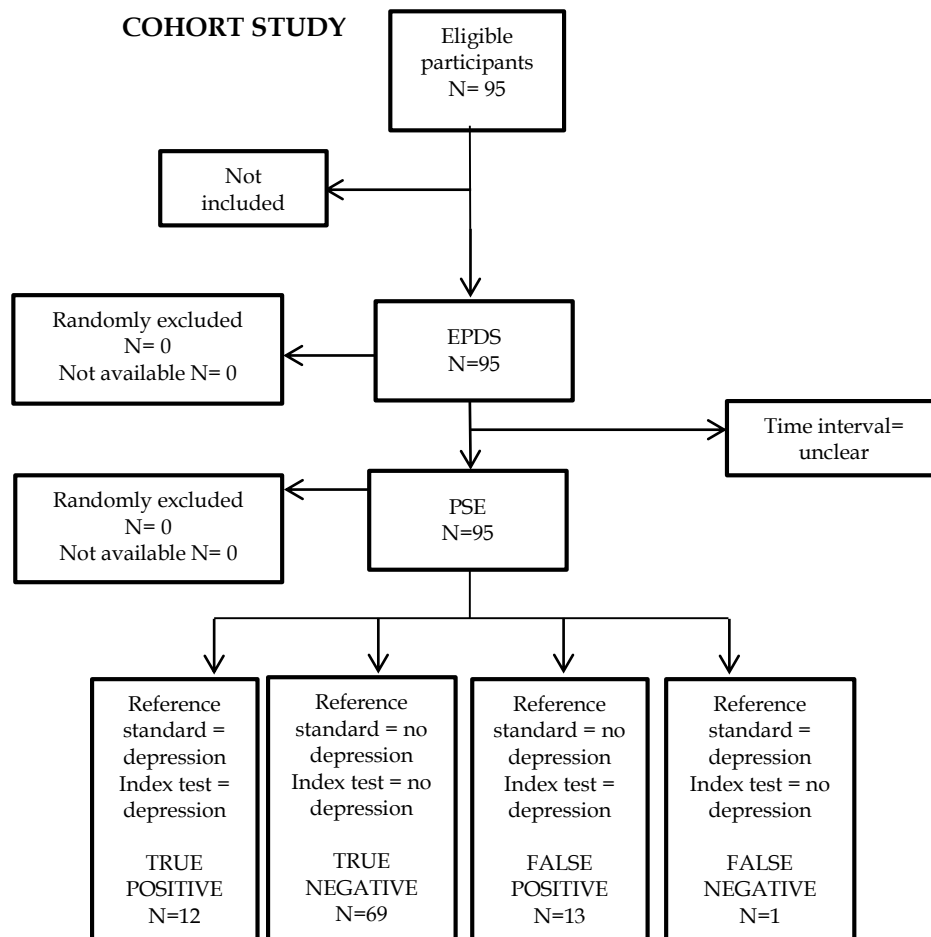 COHORT STUDY
Eligible
participants
N= 95
Not
included
Randomly excluded
N= 0
Not available N= 0
EPDS
N=95
Time interval=
unclear
Randomly excluded
N= 0
Not available N= 0
PSE
N=95
Reference
standard =
depression
Index test =
depression
TRUE
POSITIVE
N=12
Reference
standard = no
depression
Index test = no
depression
TRUE
NEGATIVE
N=69
Reference
standard = no
depression
Index test =
depression
FALSE
POSITIVE
N=13
Reference
standard =
depression
Index test = no
depression
FALSE
NEGATIVE
N=1